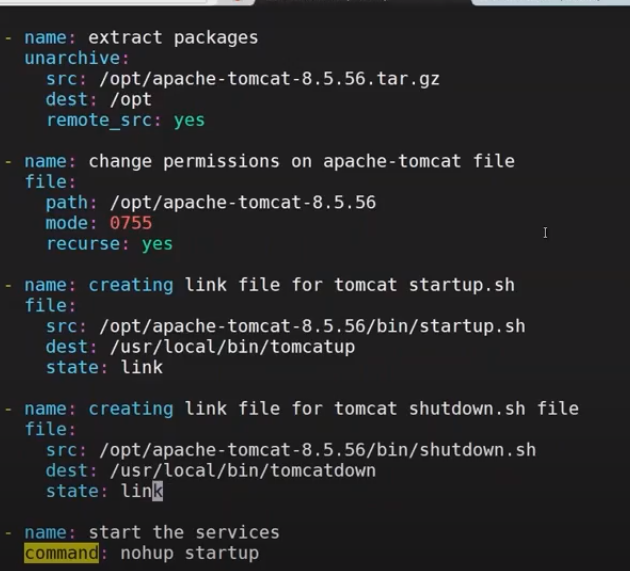 - name: extract packages
  unarchive:
    src: /opt/apache-tomcat-8.5.56.tar.gz
    dest: /opt
    remote_src: yes
- name: change permissions on apache-tomcat file
  file:
    path: /opt/apache-tomcat-8.5.56
    mode: 0755
    recurse: yes
- name: creating link file for tomcat startup.sh
  file:
    src: /opt/apache-tomcat-8.5.56/bin/startup.sh
    dest: /usr/local/bin/tomcatup
    state: link
- name: creating link file for tomcat shutdown.sh file
  file:
    src: /opt/apache-tomcat-8.5.56/bin/shutdown.sh
    dest: /usr/local/bin/tomcatdown
    state: link
- name: start the services
  command: nohup startup